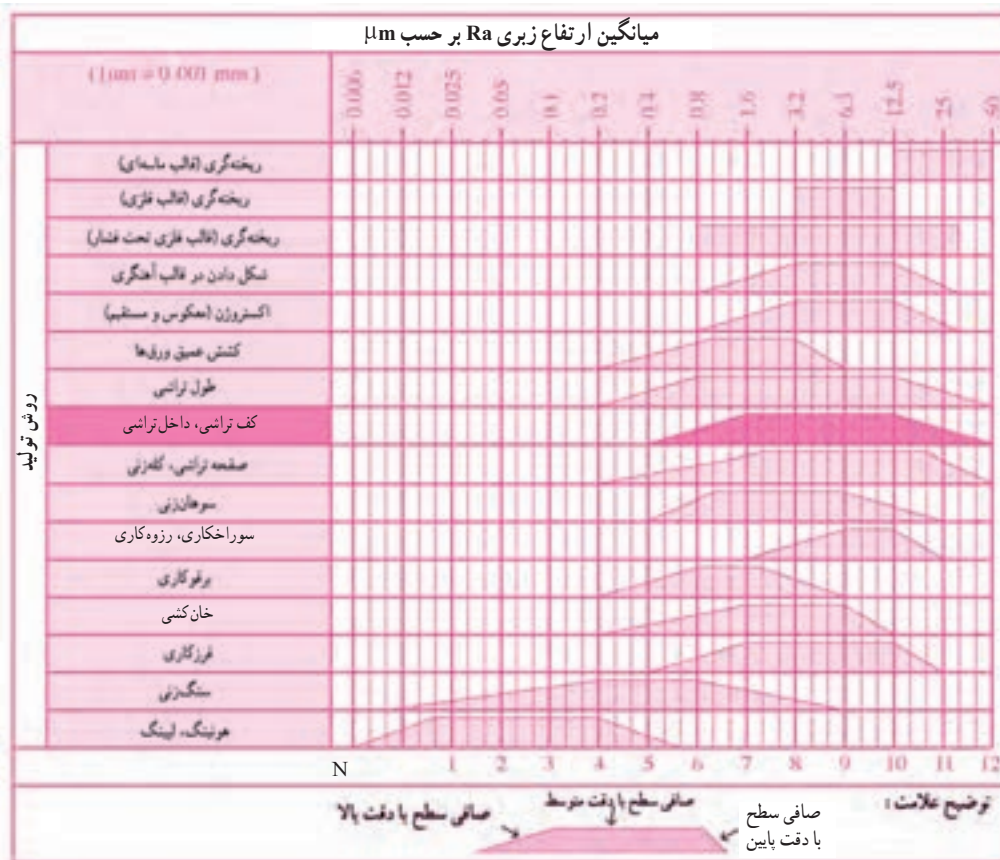 میانگین ارتفاع زبری Ra بر حسب µm
(1µm = 0.001 mm)
0.006 0.012 0.025 0.05 0.1 0.2 0.4 0.8 1.6 3.2 6.3 12.5 25 50
روش تولید
ریخته‌گری (قالب ماسه‌ای)
ریخته‌گری (قالب فلزی)
ریخته‌گری (قالب فلزی تحت فشار)
شکل دادن در قالب آهنگری
اکستروژن (معکوس و مستقیم)
کشش عمیق ورق‌ها
طول تراشی
کف تراشی، داخل تراشی
صفحه تراشی، کله‌زنی
سوهان‌زنی
سوراخکاری، رزوه‌کاری
برقوکاری
خان کشی
فرزکاری
سنگ‌زنی
هونینگ، لپینگ
N 1 2 3 4 5 6 7 8 9 10 11 12
توضیح علامت :
صافی سطح با دقت پایین
صافی سطح با دقت متوسط
صافی سطح با دقت بالا